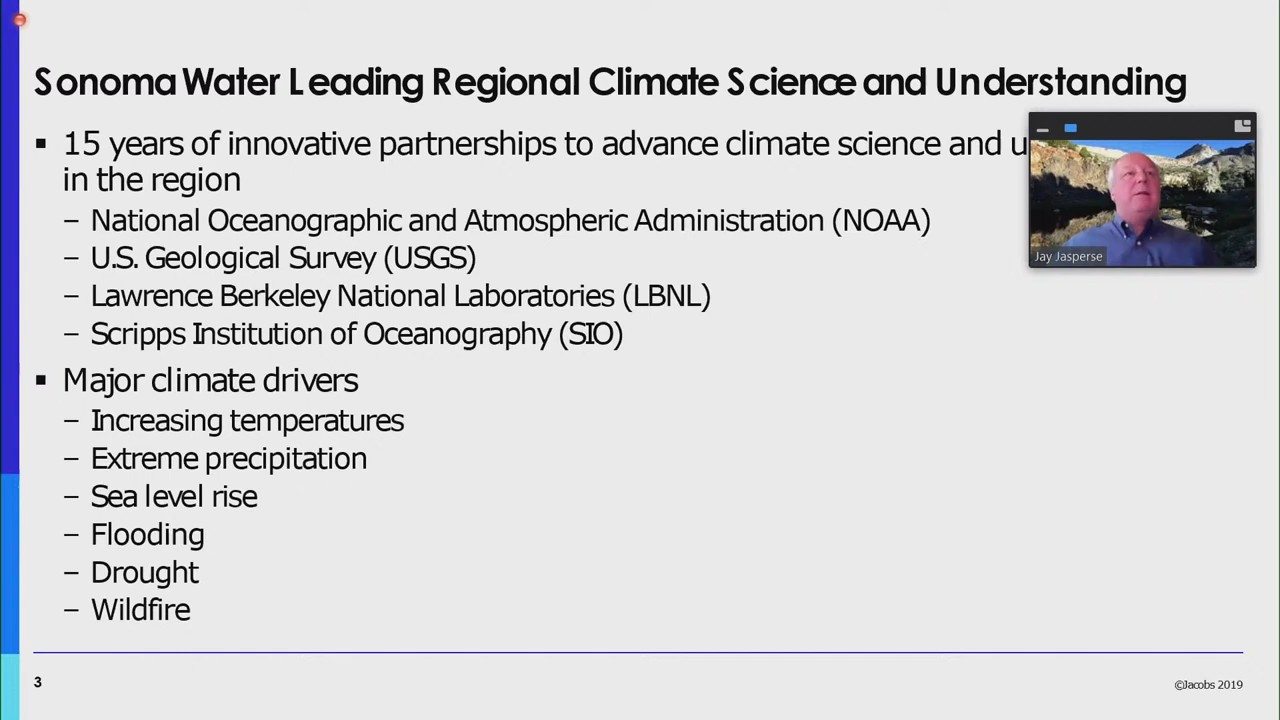 Sonoma Water Leading Regional Climate Science and Understanding
▪ 15 years of innovative partnerships to advance climate science and
in the region
– National Oceanographic and Atmospheric Administration (NOAA)
– U.S. Geological Survey (USGS)
– Lawrence Berkeley National Laboratories (LBNL)
– Scripps Institution of Oceanography (SIO)
Jay Jasperse
▪ Major climate drivers
– Increasing temperatures
– Extreme precipitation
– Sea level rise
– Flooding
– Drought
– Wildfire
3
©Jacobs 2019